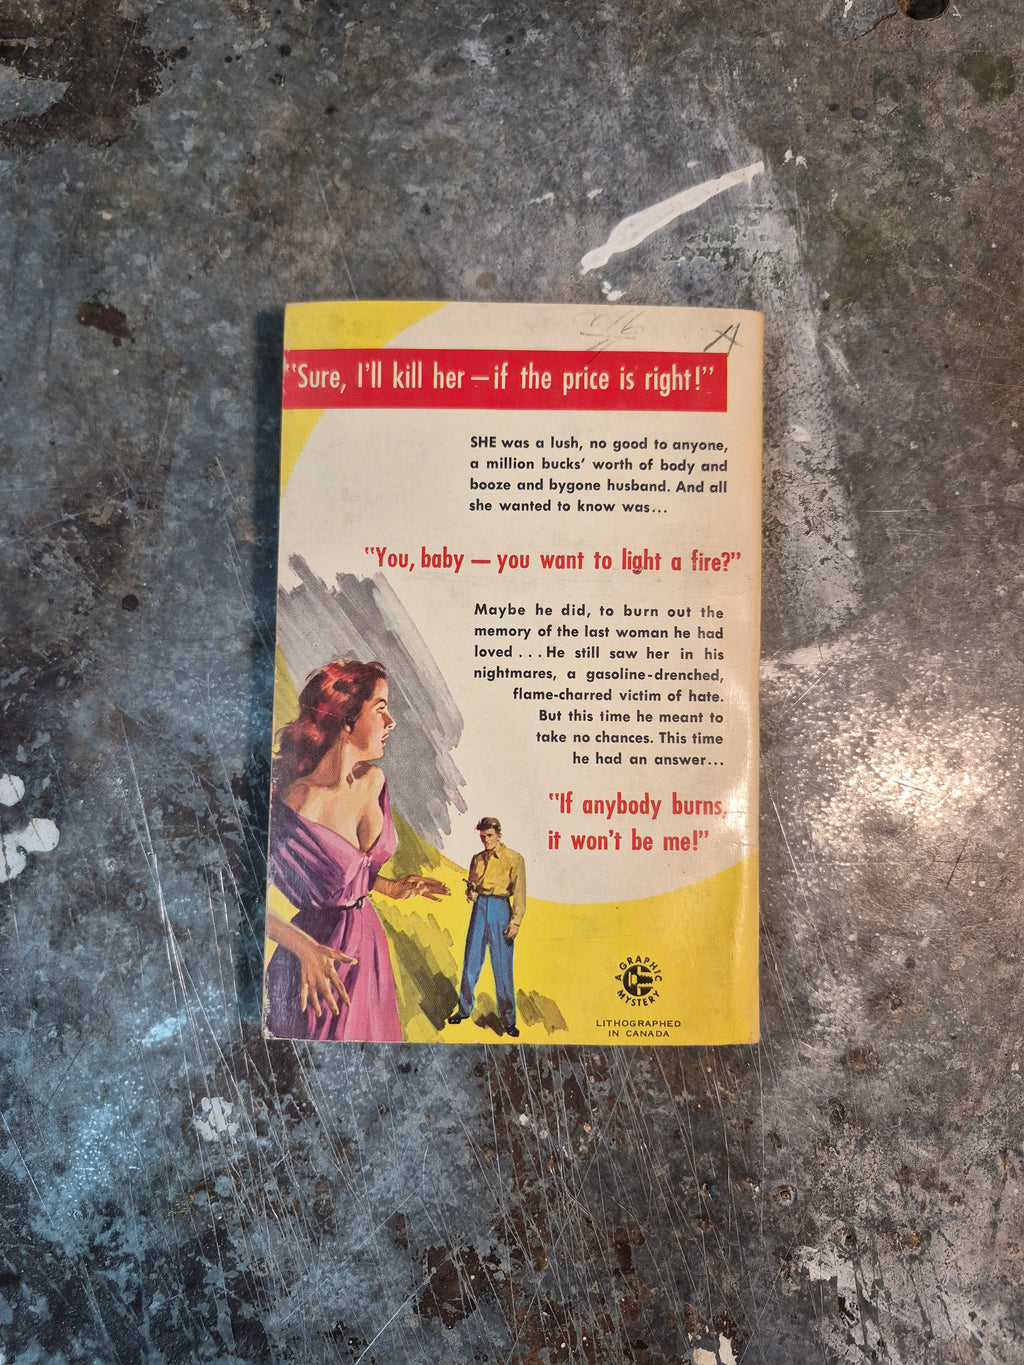 A
"Sure, I'll kill her—if the price is right!"
SHE was a lush, no good to anyone,
a million bucks' worth of body and
booze and bygone husband. And all
she wanted to know was...
"You, baby — you want to light a fire?"
Maybe he did, to burn out the
memory of the last woman he had
loved . . . He still saw her in his
nightmares, a gasoline-drenched,
flame-charred victim of hate.
But this time he meant to
take no chances. This time
he had an answer...
"If anybody burns,
it won't be me!"
A GRAPHIC
MYSTERY
LITHOGRAPHED
IN CANADA